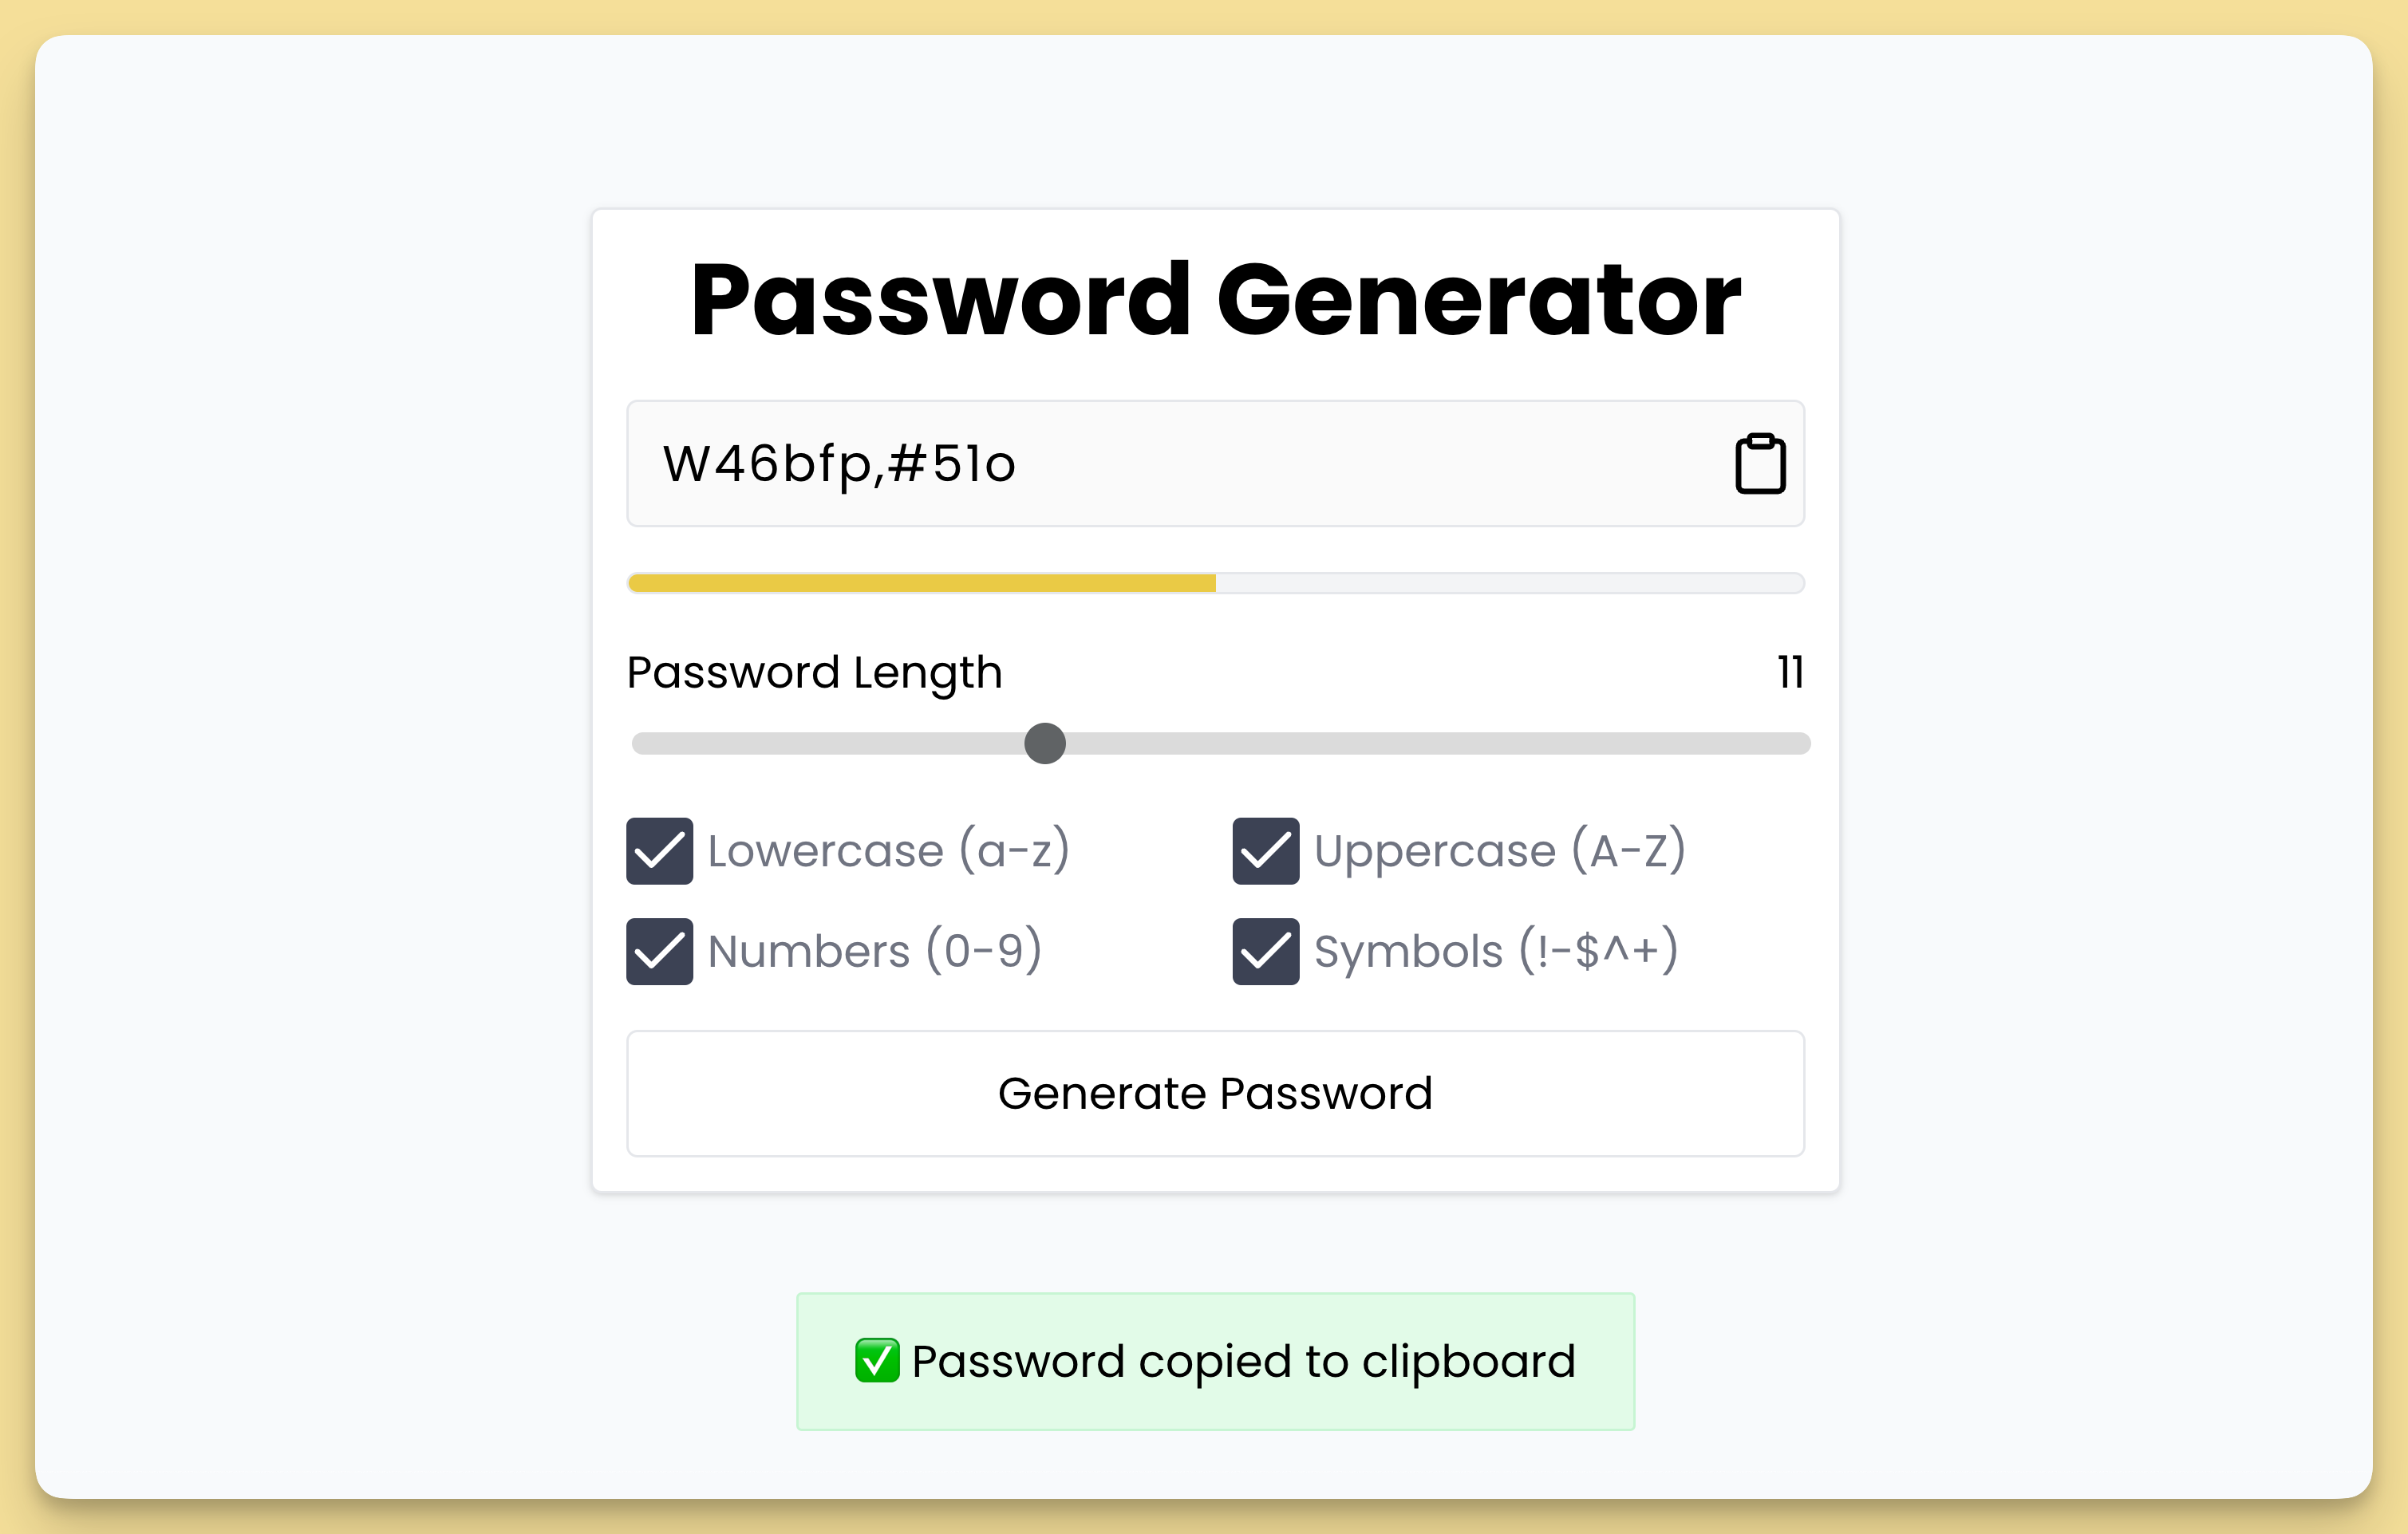 Password Generator
W46bfp,#51o
Password Length 11
Lowercase (a-z) Uppercase (A-Z)
Numbers (0-9) Symbols (!-$^+)
Generate Password
✅ Password copied to clipboard